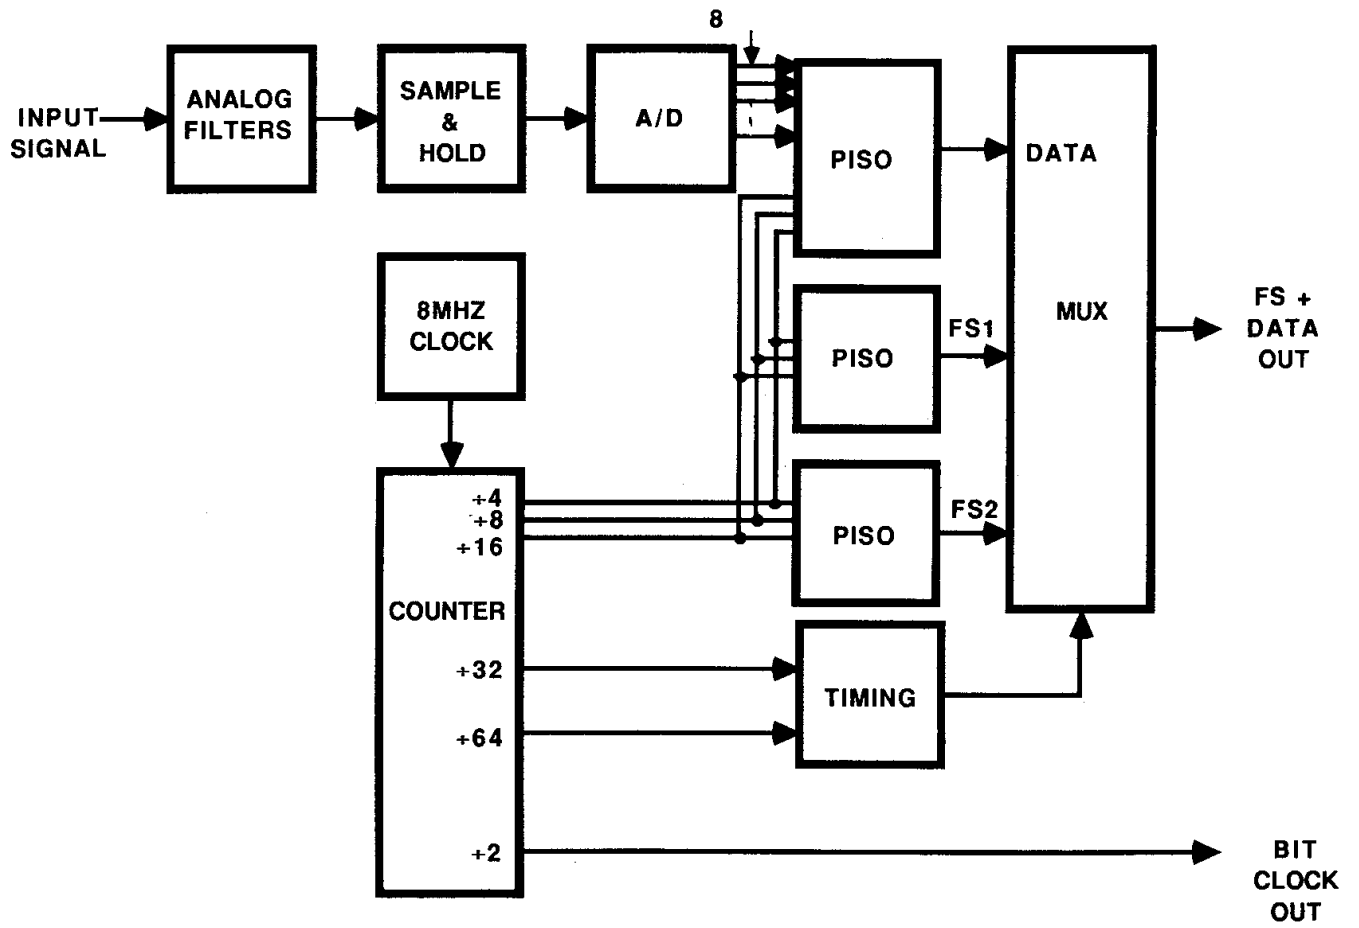 8
INPUT
SIGNAL
ANALOG
FILTERS
SAMPLE
&
HOLD
A/D
PISO
DATA
MUX
8MHZ
CLOCK
PISO
FS1
FS +
DATA
OUT
÷4
÷8
÷16
COUNTER
÷32
÷64
÷2
PISO
FS2
TIMING
BIT
CLOCK
OUT